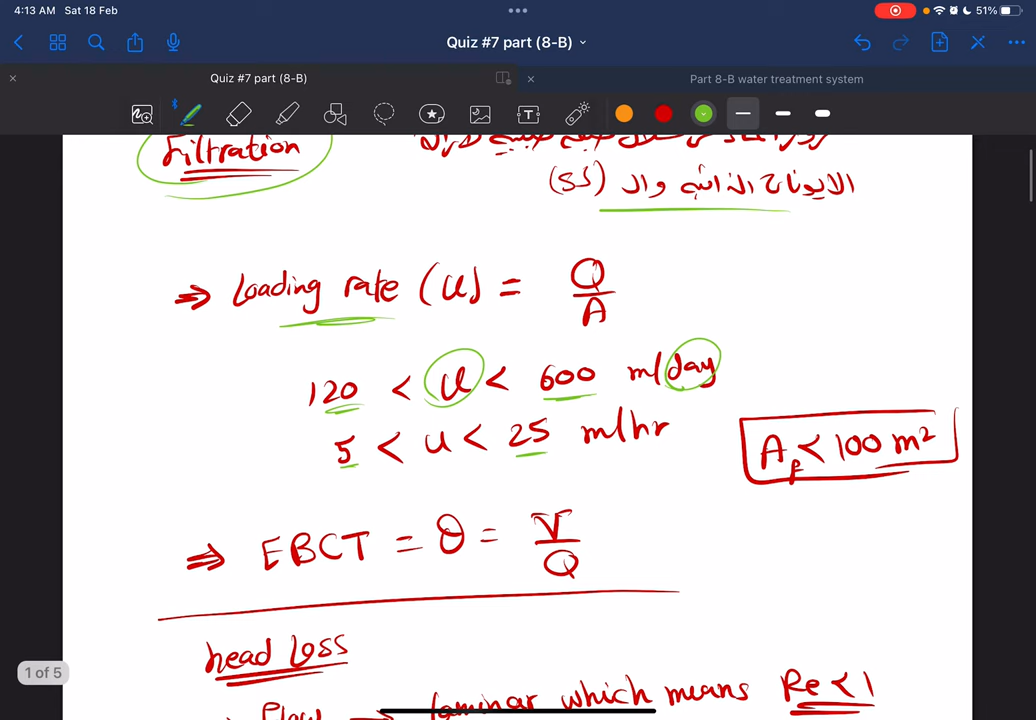 4:13 AM Sat 18 Feb
51%
Quiz #7 part (8-B)
Quiz #7 part (8-B)
Part 8-B water treatment system
Filtration
(SS) الايونات الذائبه وال
⇒ Loading rate (u) = Q/A
120 < u < 600 m/day
5 < u < 25 m/hr
A_F < 100 m²
⇒ EBCT = θ = V/Q
head Loss
→ Flow → laminar which means Re < 1
1 of 5